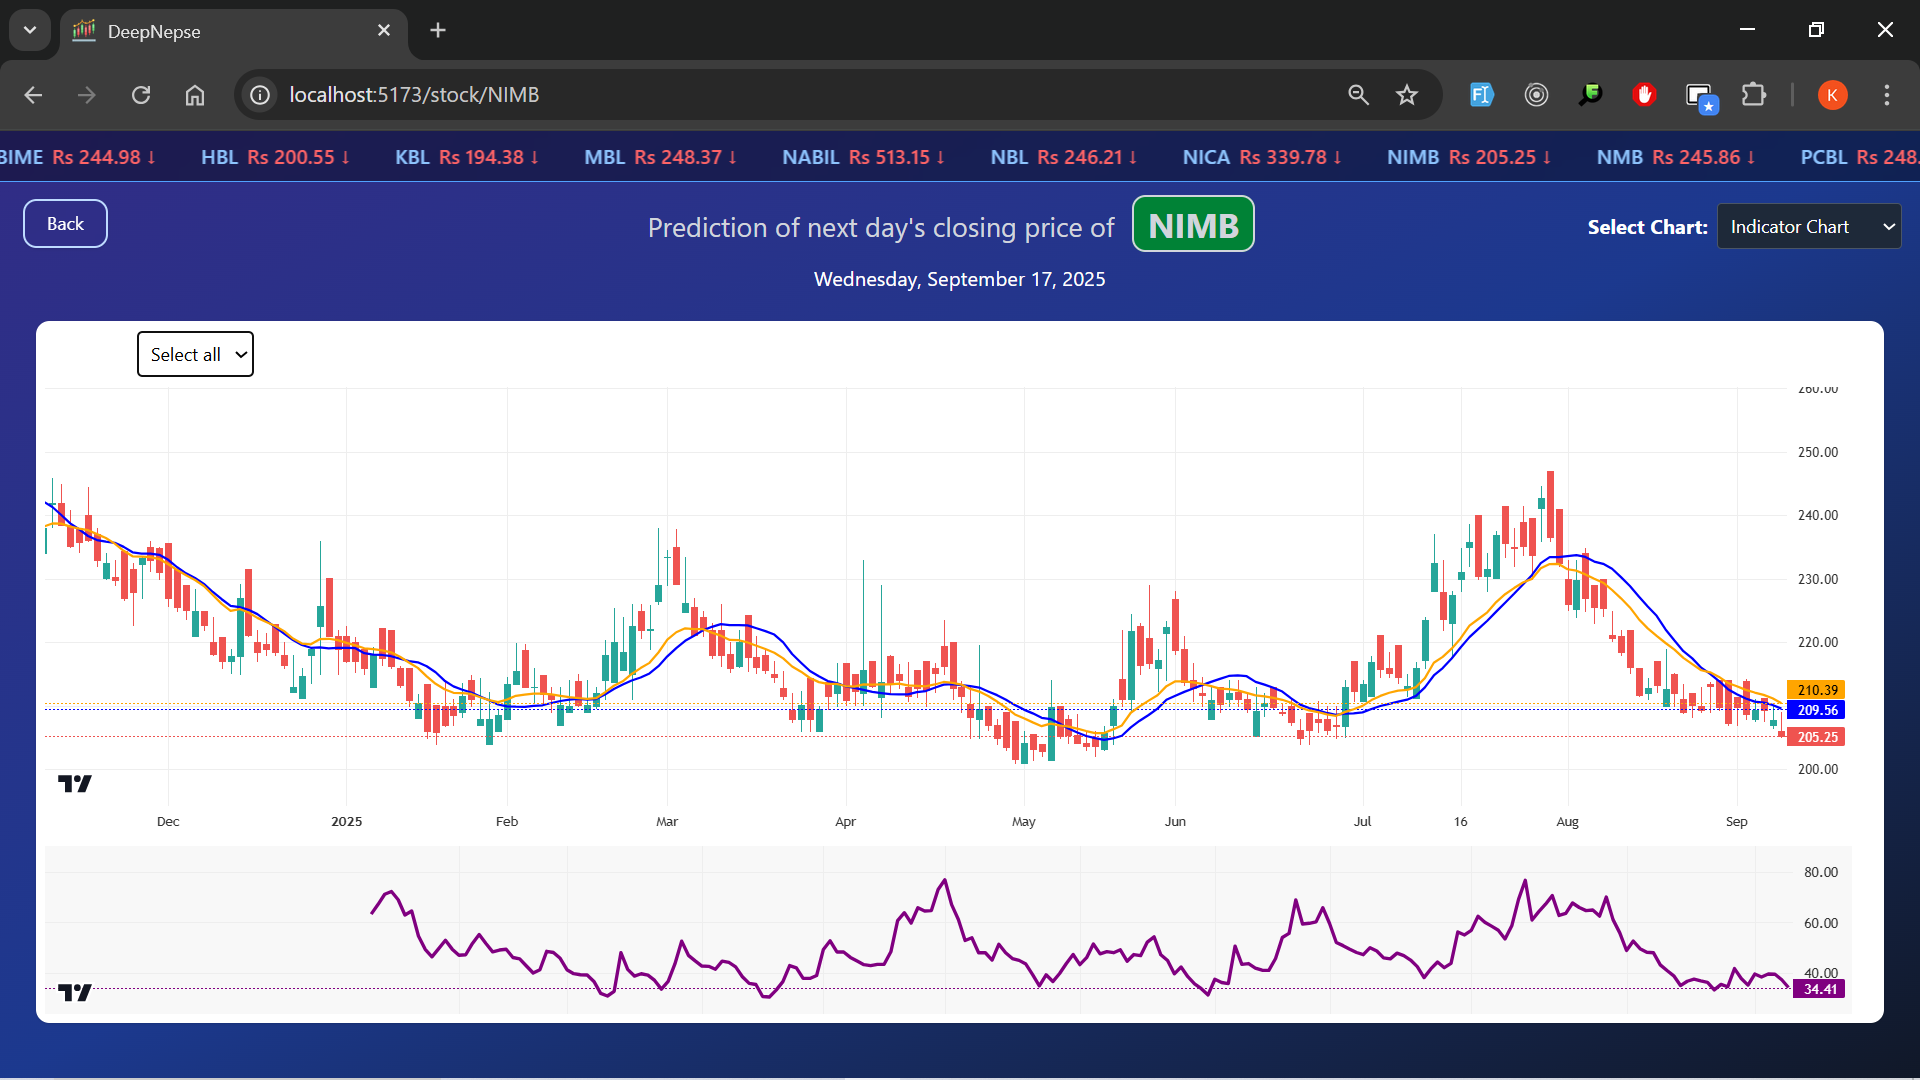 DeepNepse
localhost:5173/stock/NIMB
K
BIME Rs 244.98 ↓ HBL Rs 200.55 ↓ KBL Rs 194.38 ↓ MBL Rs 248.37 ↓ NABIL Rs 513.15 ↓ NBL Rs 246.21 ↓ NICA Rs 339.78 ↓ NIMB Rs 205.25 ↓ NMB Rs 245.86 ↓ PCBL Rs 248.
Back
Prediction of next day's closing price of NIMB
Select Chart: Indicator Chart
Wednesday, September 17, 2025
Select all
260.00
250.00
240.00
230.00
220.00
210.39
209.56
205.25
200.00
Dec 2025 Feb Mar Apr May Jun Jul 16 Aug Sep
80.00
60.00
40.00
34.41